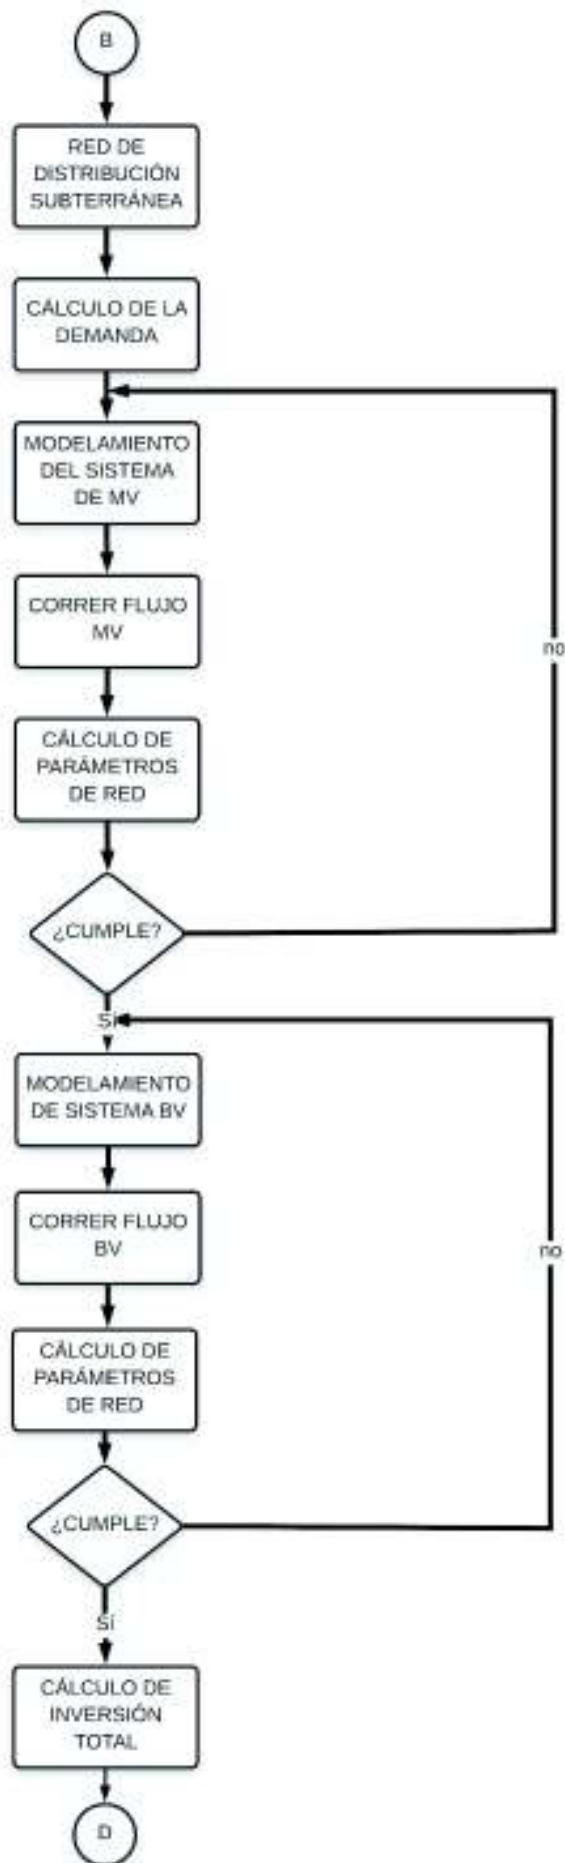 B
RED DE
DISTRIBUCIÓN
SUBTERRÁNEA
CÁLCULO DE LA
DEMANDA
MODELAMIENTO
DEL SISTEMA
DE MV
CORRER FLUJO
MV
no
CÁLCULO DE
PARÁMETROS
DE RED
¿CUMPLE?
Sí
MODELAMIENTO
DE SISTEMA BV
CORRER FLUJO
BV
no
CÁLCULO DE
PARÁMETROS
DE RED
¿CUMPLE?
Sí
CÁLCULO DE
INVERSIÓN
TOTAL
D